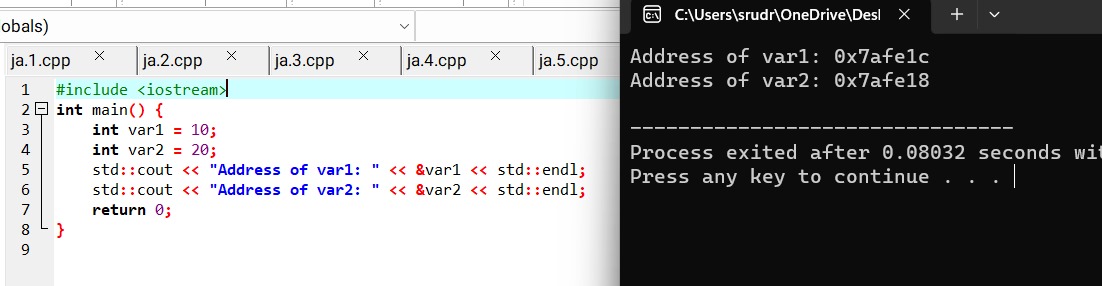 obals)
ja.1.cpp ja.2.cpp ja.3.cpp ja.4.cpp ja.5.cpp
1 #include <iostream>
2 int main() {
3 int var1 = 10;
4 int var2 = 20;
5 std::cout << "Address of var1: " << &var1 << std::endl;
6 std::cout << "Address of var2: " << &var2 << std::endl;
7 return 0;
8 }
9
C:\Users\srudr\OneDrive\Desl
Address of var1: 0x7afe1c
Address of var2: 0x7afe18
--------------------------------
Process exited after 0.08032 seconds wit
Press any key to continue . . .